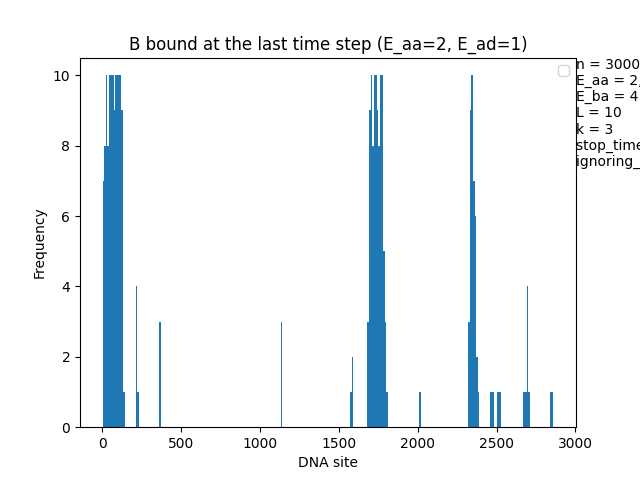 B bound at the last time step (E_aa=2, E_ad=1)
n = 3000
E_aa = 2,
E_ba = 4
L = 10
k = 3
stop_time
ignoring_
Frequency
10
8
6
4
2
0
0 500 1000 1500 2000 2500 3000
DNA site